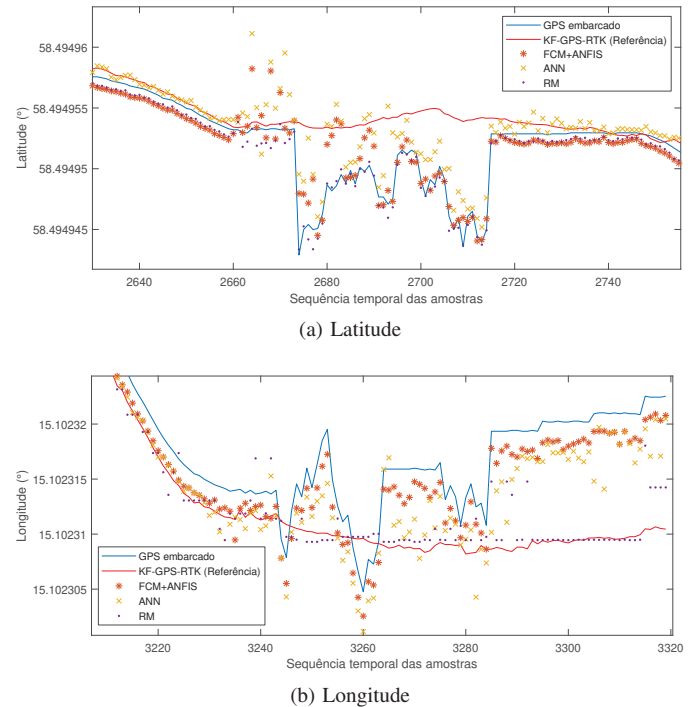 58.49496
58.494955
58.49495
58.494945
Latitude (°)
GPS embarcado
KF-GPS-RTK (Referência)
FCM+ANFIS
ANN
RM
2640 2660 2680 2700 2720 2740
Sequência temporal das amostras
(a) Latitude
15.10232
15.102315
15.10231
15.102305
Longitude (°)
GPS embarcado
KF-GPS-RTK (Referência)
FCM+ANFIS
ANN
RM
3220 3240 3260 3280 3300 3320
Sequência temporal das amostras
(b) Longitude